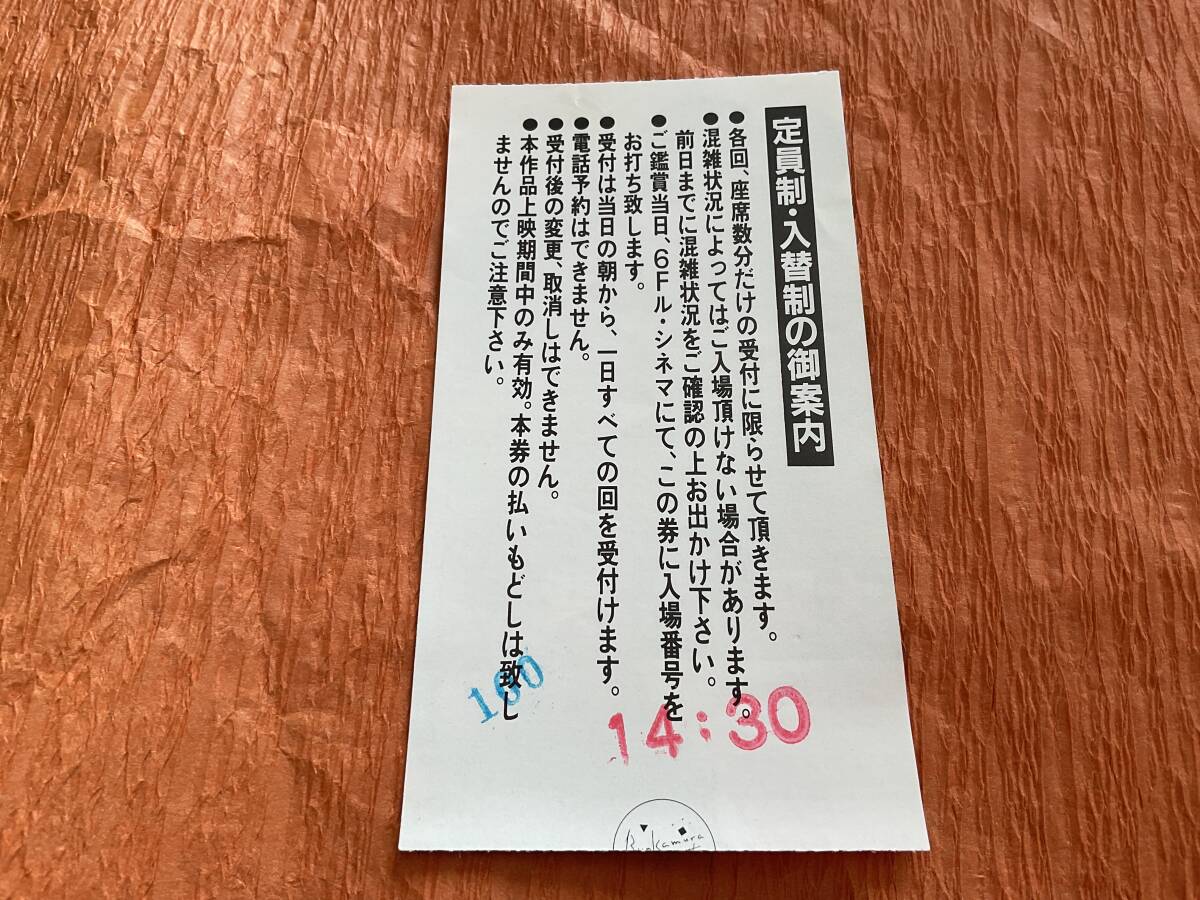 定員制・入替制の御案内
●各回、座席数分だけの受付に限らせて頂きます。
●混雑状況によってはご入場頂けない場合があります。
前日までに混雑状況をご確認の上お出かけ下さい。
●ご鑑賞当日、6Fル・シネマにて、この券に入場番号を
お打ち致します。
●受付は当日の朝から、一日すべての回を受付けます。
●電話予約はできません。
●受付後の変更、取消しはできません。
●本作品上映期間中のみ有効。本券の払いもどしは致し
ませんのでご注意下さい。
160
14:30
Bunkamura